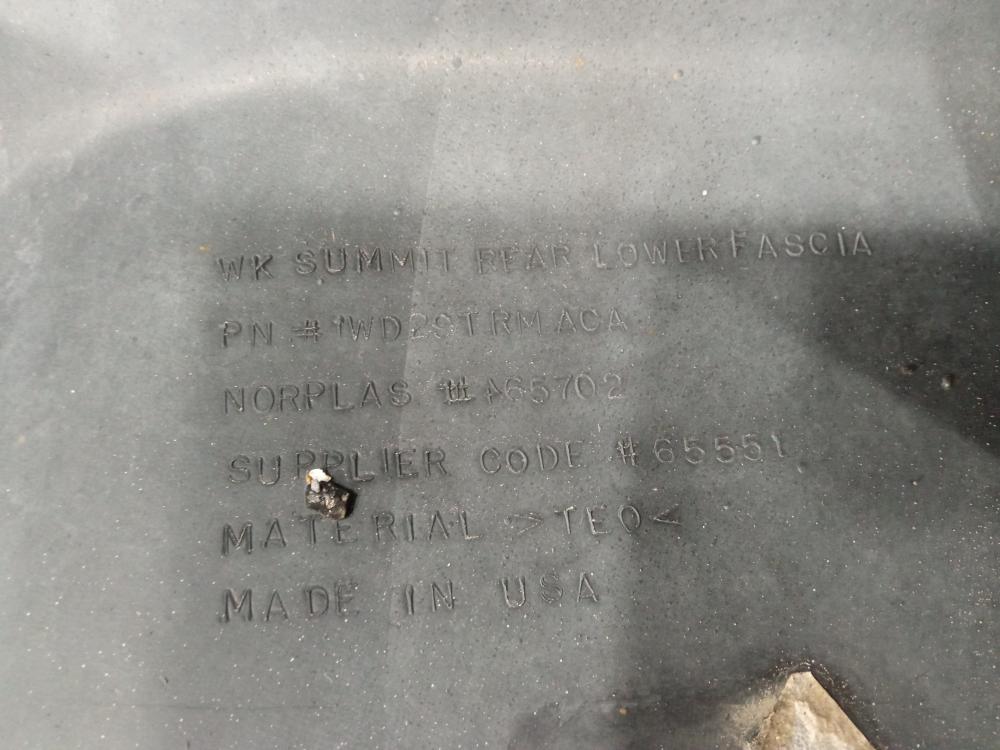 WK SUMMIT REAR LOWER FASCIA
PN # 1WD29TRMACA
NORPLAS # A65702
SUPPLIER CODE #65551
MATERIAL >TEO<
MADE IN USA